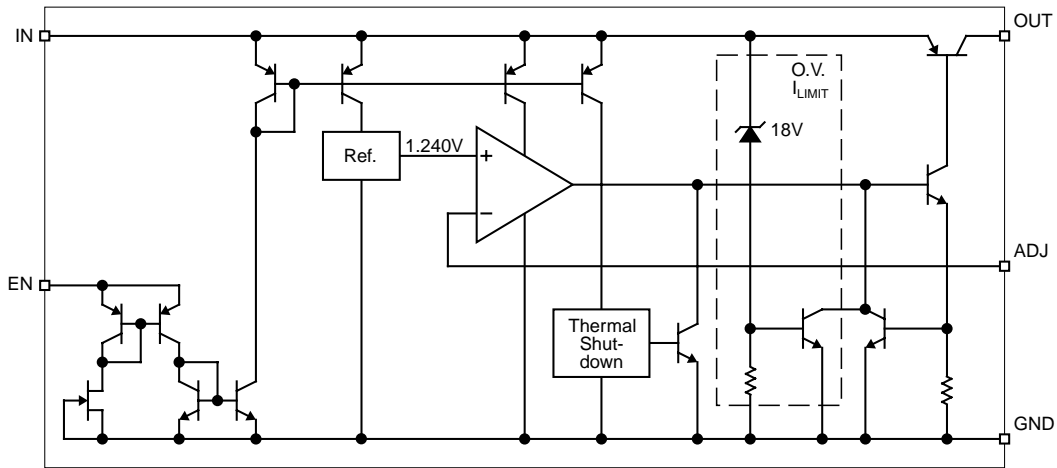 IN
OUT
O.V.
ILIMIT
18V
Ref.
1.240V
+
−
ADJ
EN
Thermal
Shut-
down
GND